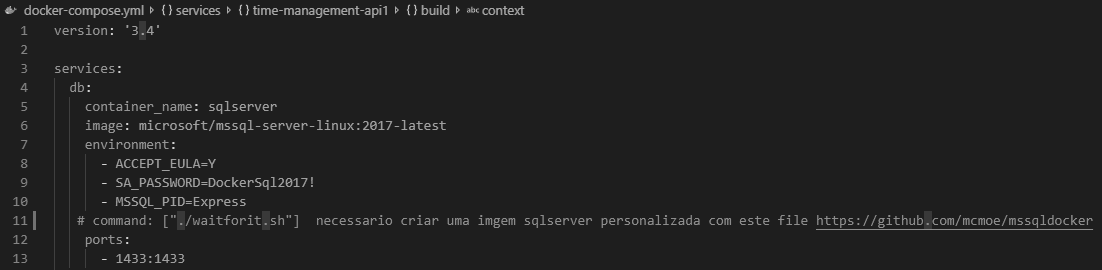 docker-compose.yml > {} services > {} time-management-api1 > {} build > abc context
1 version: '3.4'
2
3 services:
4 db:
5 container_name: sqlserver
6 image: microsoft/mssql-server-linux:2017-latest
7 environment:
8 - ACCEPT_EULA=Y
9 - SA_PASSWORD=DockerSql2017!
10 - MSSQL_PID=Express
11 # command: ["./waitforit.sh"] necessario criar uma imgem sqlserver personalizada com este file https://github.com/mcmoe/mssqldocker
12 ports:
13 - 1433:1433